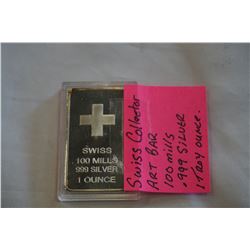 SWISS
.100 MILLS
.999 SILVER
1 OUNCE
Swiss Collector
ART BAR
100 mills
.999 SILVER
1 Troy ounce.